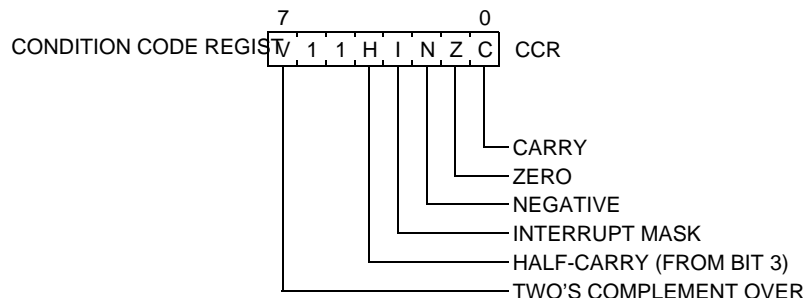 7 0
CONDITION CODE REGIST V 1 1 H I N Z C CCR
CARRY
ZERO
NEGATIVE
INTERRUPT MASK
HALF-CARRY (FROM BIT 3)
TWO'S COMPLEMENT OVER